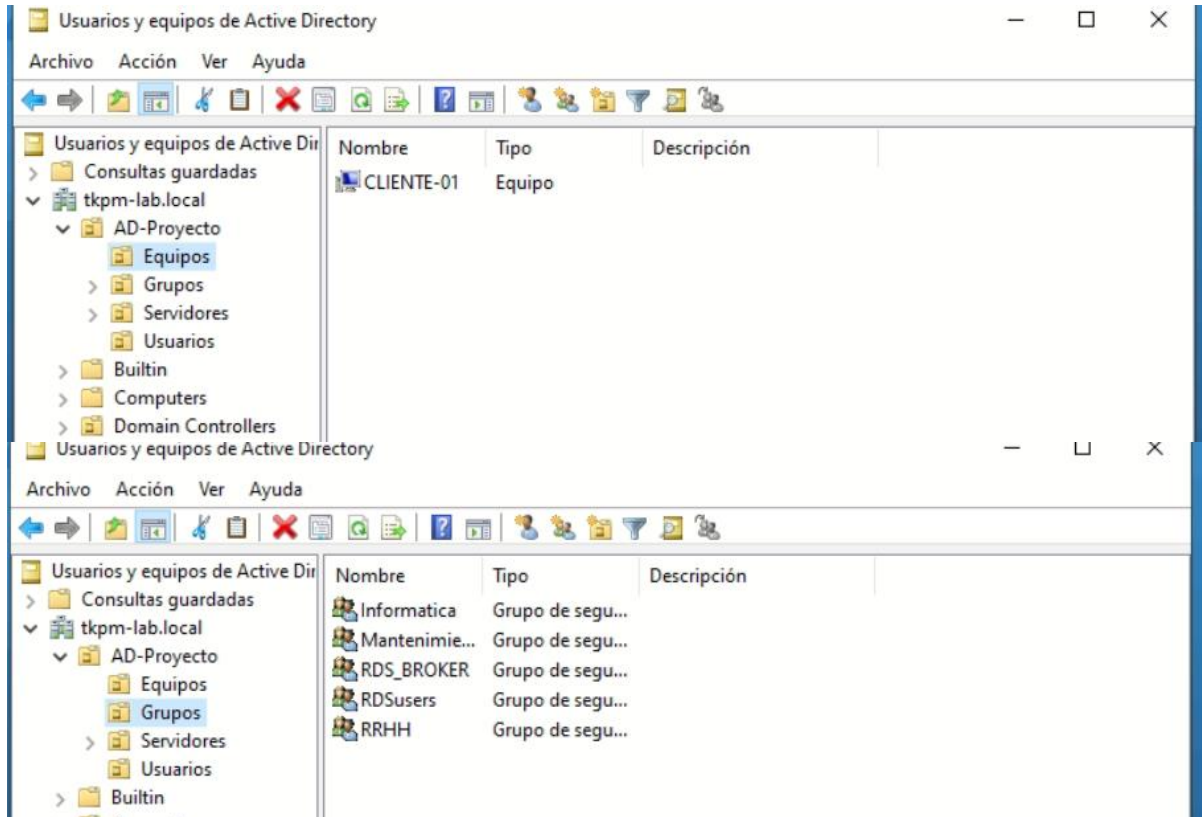 Usuarios y equipos de Active Directory
Archivo Acción Ver Ayuda
Usuarios y equipos de Active Dir
Nombre Tipo Descripción
Consultas guardadas
CLIENTE-01 Equipo
tkpm-lab.local
AD-Proyecto
Equipos
Grupos
Servidores
Usuarios
Builtin
Computers
Domain Controllers
Usuarios y equipos de Active Directory
Archivo Acción Ver Ayuda
Usuarios y equipos de Active Dir
Nombre Tipo Descripción
Consultas guardadas
Informatica Grupo de segu...
tkpm-lab.local
Mantenimie... Grupo de segu...
AD-Proyecto
RDS_BROKER Grupo de segu...
Equipos
RDSusers Grupo de segu...
Grupos
RRHH Grupo de segu...
Servidores
Usuarios
Builtin